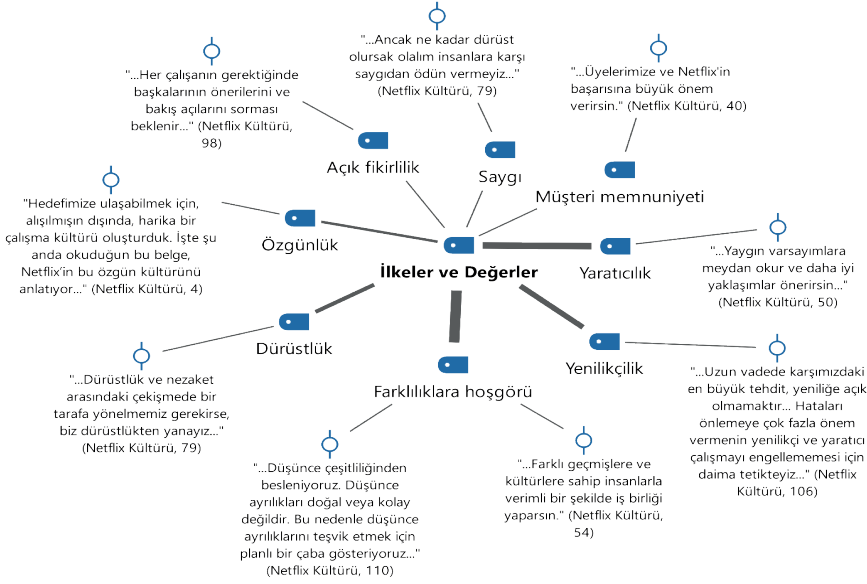 "...Ancak ne kadar dürüst
olursak olalım insanlara karşı
saygıdan ödün vermeyiz..."
(Netflix Kültürü, 79)
"...Her çalışanın gerektiğinde
başkalarının önerilerini ve
bakış açılarını sorması
beklenir..." (Netflix Kültürü,
98)
"...Üyelerimize ve Netflix'in
başarısına büyük önem
verirsin." (Netflix Kültürü, 40)
Açık fikirlilik
Saygı
Müşteri memnuniyeti
"Hedefimize ulaşabilmek için,
alışılmışın dışında, harika bir
çalışma kültürü oluşturduk. İşte şu
anda okuduğun bu belge,
Netflix'in bu özgün kültürünü
anlatıyor..." (Netflix Kültürü, 4)
Özgünlük
İlkeler ve Değerler
Yaratıcılık
"...Yaygın varsayımlara
meydan okur ve daha iyi
yaklaşımlar önerirsin..."
(Netflix Kültürü, 50)
Dürüstlük
Farklılıklara hoşgörü
Yenilikçilik
"...Dürüstlük ve nezaket
arasındaki çekişmede bir
tarafa yönelmemiz gerekirse,
biz dürüstlükten yanayız..."
(Netflix Kültürü, 79)
"...Uzun vadede karşımızdaki
en büyük tehdit, yeniliğe açık
olmamaktır... Hataları
önlemeye çok fazla önem
vermenin yenilikçi ve yaratıcı
çalışmayı engellememesi için
daima tetikteyiz..." (Netflix
Kültürü, 106)
"...Düşünce çeşitliliğinden
besleniyoruz. Düşünce
ayrılıkları doğal veya kolay
değildir. Bu nedenle düşünce
ayrılıklarını teşvik etmek için
planlı bir çaba gösteriyoruz..."
(Netflix Kültürü, 110)
"...Farklı geçmişlere ve
kültürlere sahip insanlarla
verimli bir şekilde iş birliği
yaparsın." (Netflix Kültürü,
54)